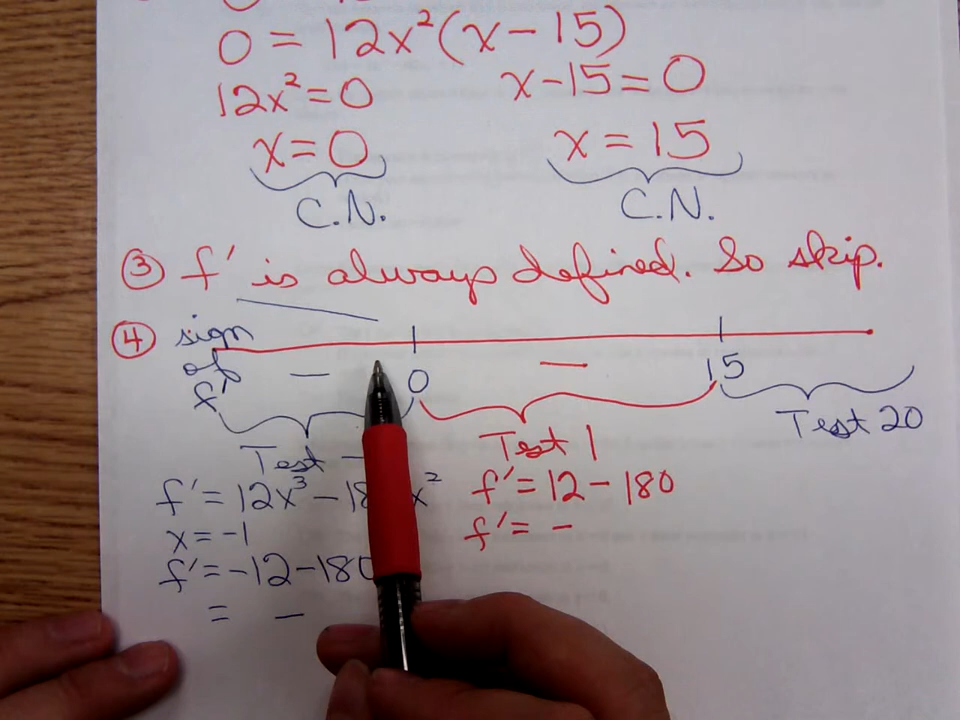 0 = 12x²(x - 15)
12x² = 0
x - 15 = 0
x = 0
x = 15
C.N.
C.N.
③ f' is always defined. So skip.
④ sign of f'
— 0 — 15
Test -
Test 1
Test 20
f' = 12x³ - 18 x²
x = -1
f' = -12 - 180
= -
f' = 12 - 180
f' = -